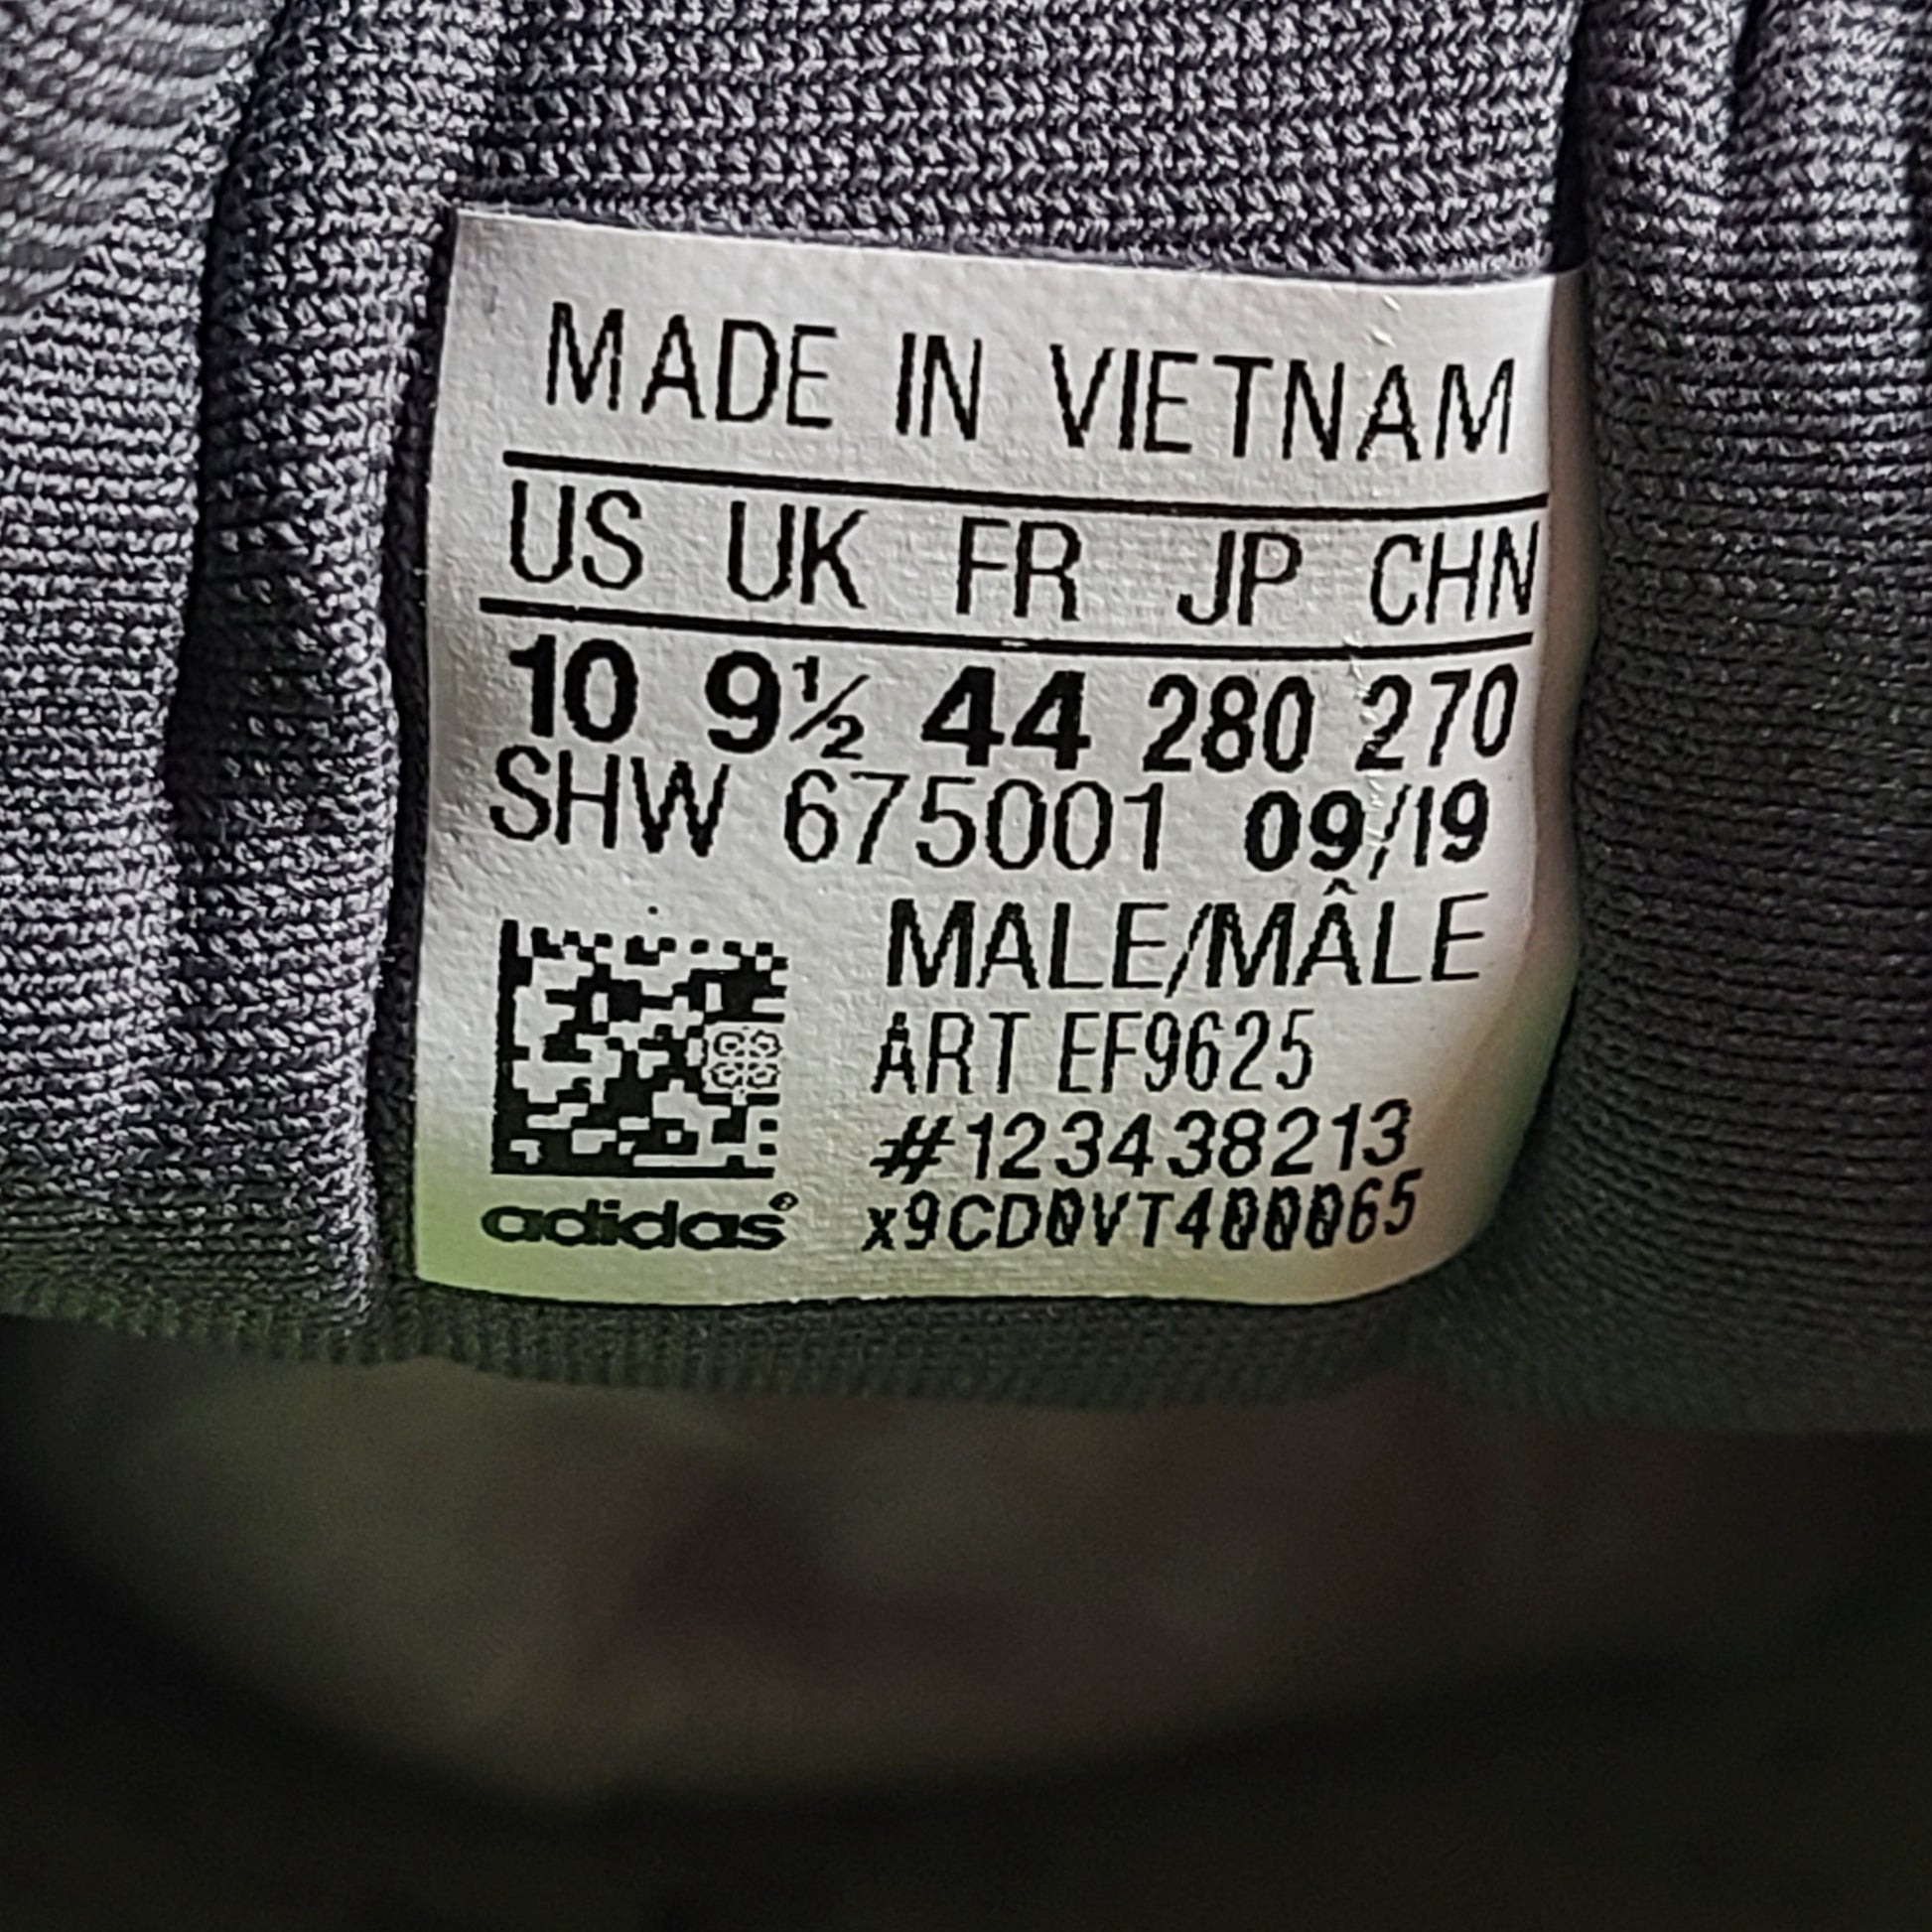 MADE IN VIETNAM
US UK FR JP CHN
10 9½ 44 280 270
SHW 675001 09/19
MALE/MÂLE
ART EF9625
#123438213
adidas® x9CD0VT400065